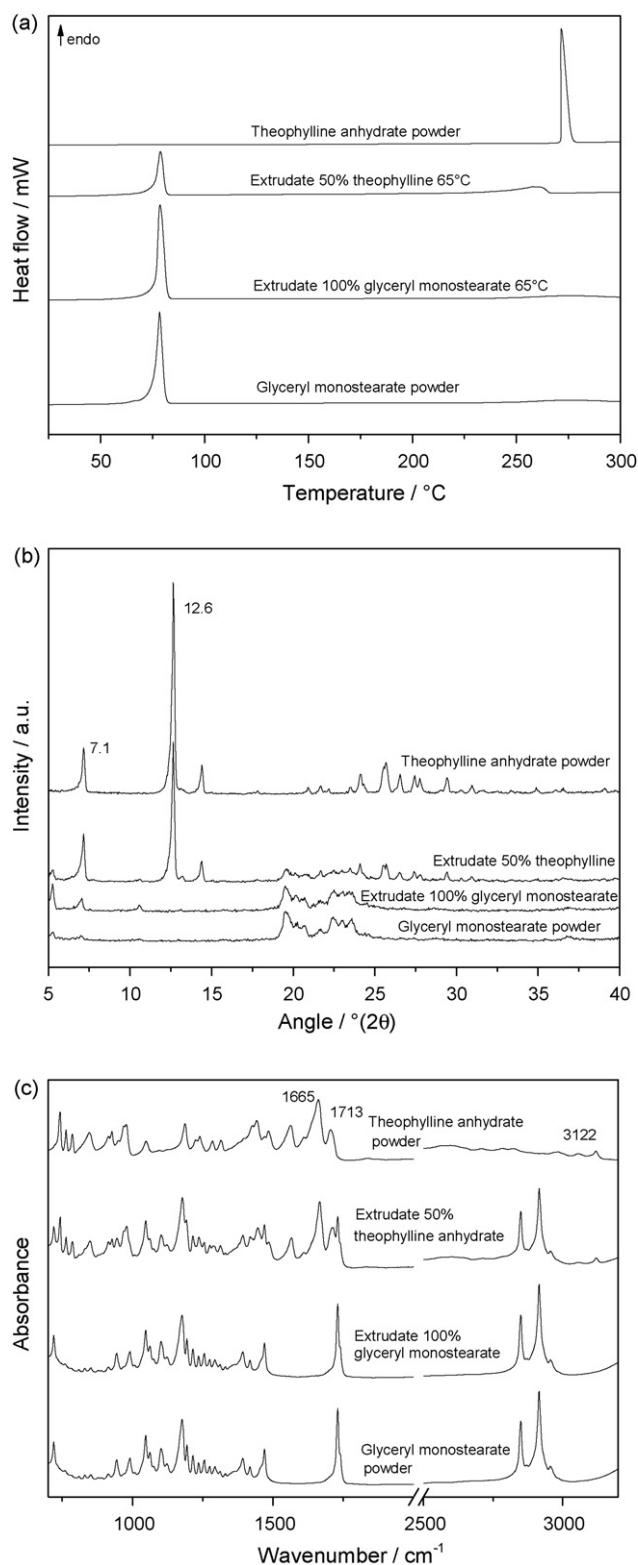 (a)
endo
Theophylline anhydrate powder
Extrudate 50% theophylline 65°C
Extrudate 100% glyceryl monostearate 65°C
Glyceryl monostearate powder
Heat flow / mW
50 100 150 200 250 300
Temperature / °C
(b)
12.6
7.1
Theophylline anhydrate powder
Extrudate 50% theophylline
Extrudate 100% glyceryl monostearate
Glyceryl monostearate powder
Intensity / a.u.
5 10 15 20 25 30 35 40
Angle / °(2θ)
(c)
1665
1713
Theophylline anhydrate
powder
3122
Extrudate 50%
theophylline anhydrate
Extrudate 100%
glyceryl monostearate
Glyceryl monostearate
powder
Absorbance
1000 1500 2500 3000
Wavenumber / cm⁻¹